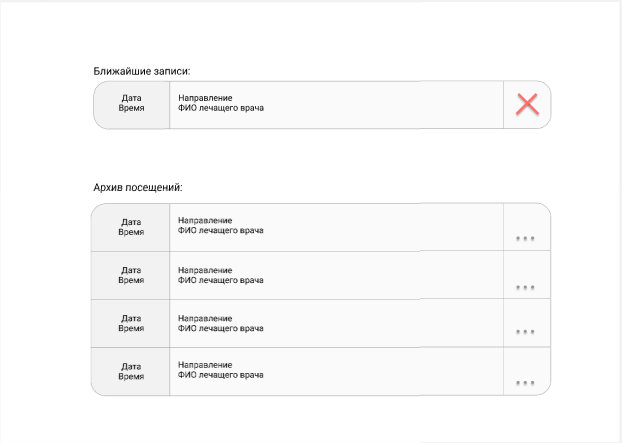 Ближайшие записи:
Дата
Время
Направление
ФИО лечащего врача
Архив посещений:
Дата
Время
Направление
ФИО лечащего врача
...
Дата
Время
Направление
ФИО лечащего врача
...
Дата
Время
Направление
ФИО лечащего врача
...
Дата
Время
Направление
ФИО лечащего врача
...